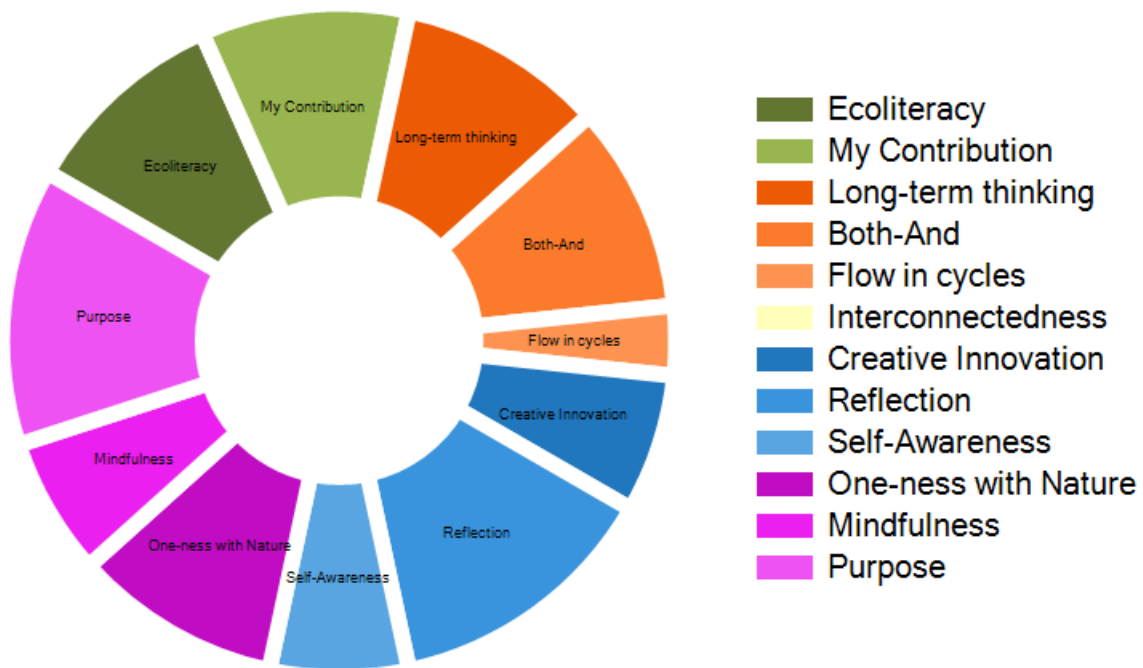 My Contribution
Long-term thinking
Ecoliteracy
Both-And
Purpose
Flow in cycles
Creative Innovation
Mindfulness
Reflection
One-ness with Nature
Self-Awareness
Ecoliteracy
My Contribution
Long-term thinking
Both-And
Flow in cycles
Interconnectedness
Creative Innovation
Reflection
Self-Awareness
One-ness with Nature
Mindfulness
Purpose